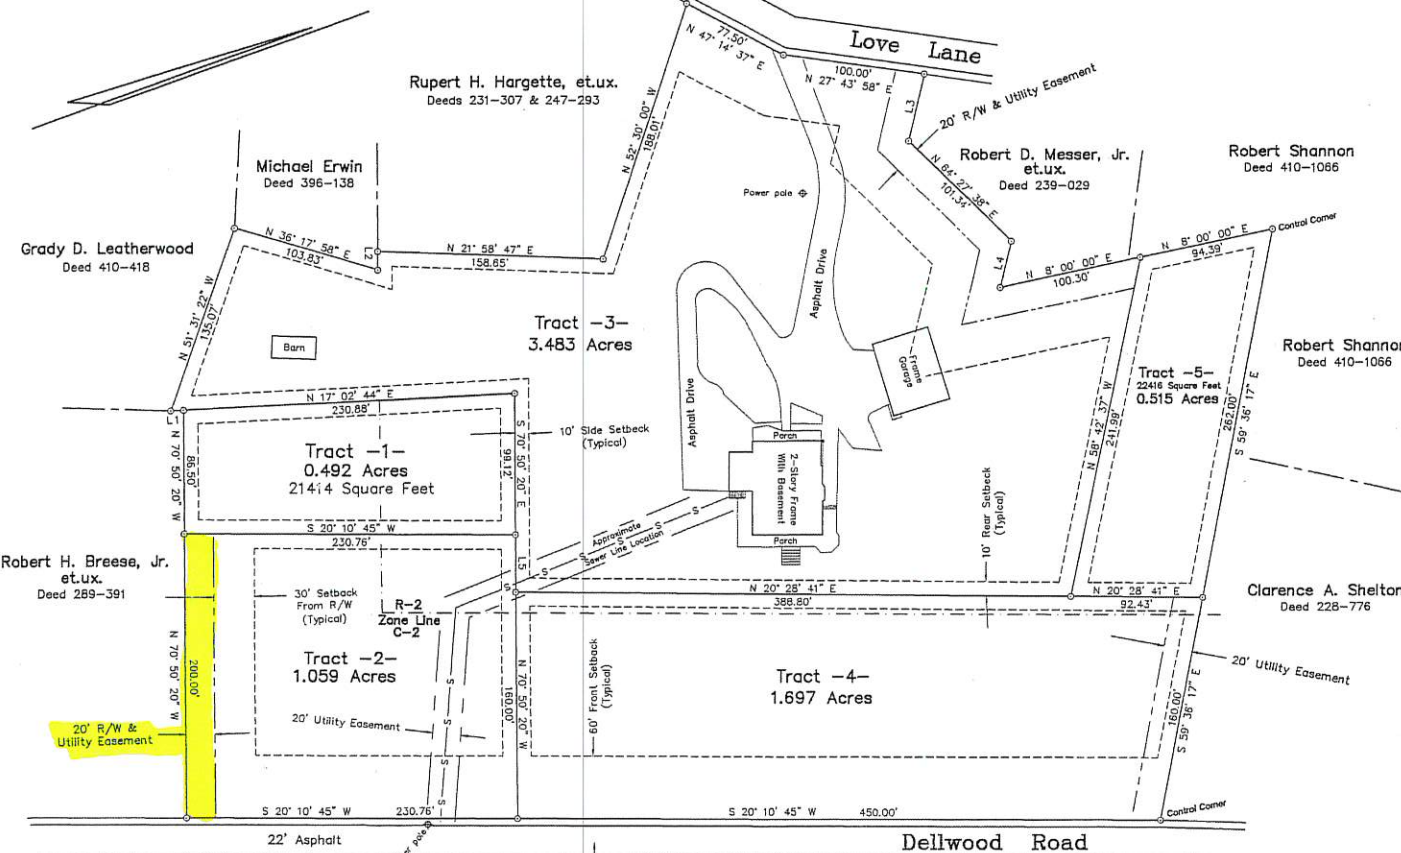 Love Lane
77.50'
N 47° 14' 37" E
100.00'
N 27° 43' 58" E
L3
20' R/W & Utility Easement
Rupert H. Hargette, et.ux.
Deeds 231-307 & 247-293
N 52° 30' 00" W
188.01'
Michael Erwin
Deed 396-138
Robert D. Messer, Jr.
et.ux.
Deed 239-029
Robert Shannon
Deed 410-1066
N 64° 27' 38" E
101.34'
Power pole
Control Corner
Grady D. Leatherwood
Deed 410-418
N 36° 17' 58" E
103.83'
L2
N 21° 58' 47" E
158.65'
L4
N 8° 00' 00" E
100.30'
N 8° 00' 00" E
94.39'
N 51° 31' 22" W
135.07'
Asphalt Drive
Barn
Tract -3-
3.483 Acres
Frame
Garage
Robert Shannon
Deed 410-1066
Tract -5-
22416 Square Feet
0.515 Acres
N 58° 42' 37" W
241.99'
262.00'
S 59° 36' 17" E
N 17° 02' 44" E
230.88'
L1
N 70° 50' 20" W
86.50'
Tract -1-
0.492 Acres
21414 Square Feet
S 70° 50' 20" E
99.12'
10' Side Setback
(Typical)
Asphalt Drive
Porch
2-Story Frame
With Basement
Porch
10' Rear Setback
(Typical)
S 20° 10' 45" W
230.76'
L5
Approximate
Sewer Line Location
S S S S S S
Robert H. Breese, Jr.
et.ux.
Deed 289-391
30' Setback
From R/W
(Typical)
R-2
Zone Line
C-2
N 20° 28' 41" E
388.80'
N 20° 28' 41" E
92.43'
Clarence A. Shelton
Deed 228-776
N 70° 50' 20" W
200.00'
Tract -2-
1.059 Acres
N 70° 50' 20" W
160.00'
60' Front Setback
(Typical)
Tract -4-
1.697 Acres
20' Utility Easement
160.00'
S 59° 36' 17" E
20' R/W &
Utility Easement
20' Utility Easement
S S S S
S 20° 10' 45" W 230.76'
S 20° 10' 45" W 450.00'
Control Corner
22' Asphalt
pole
Dellwood Road